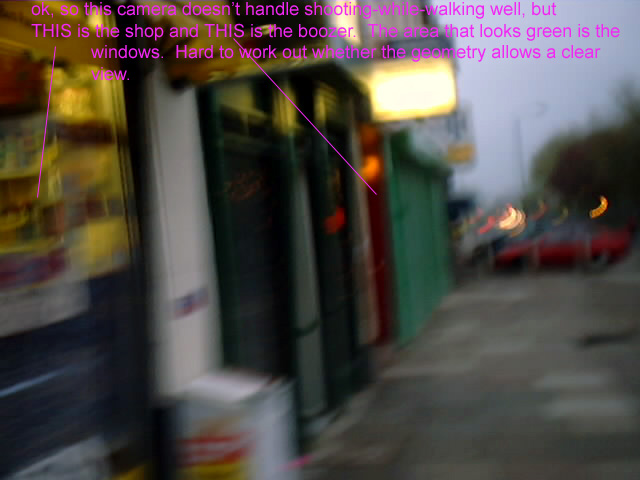 ok, so this camera doesn't handle shooting-while-walking well, but
THIS is the shop and THIS is the boozer. The area that looks green is the
windows. Hard to work out whether the geometry allows a clear
view.